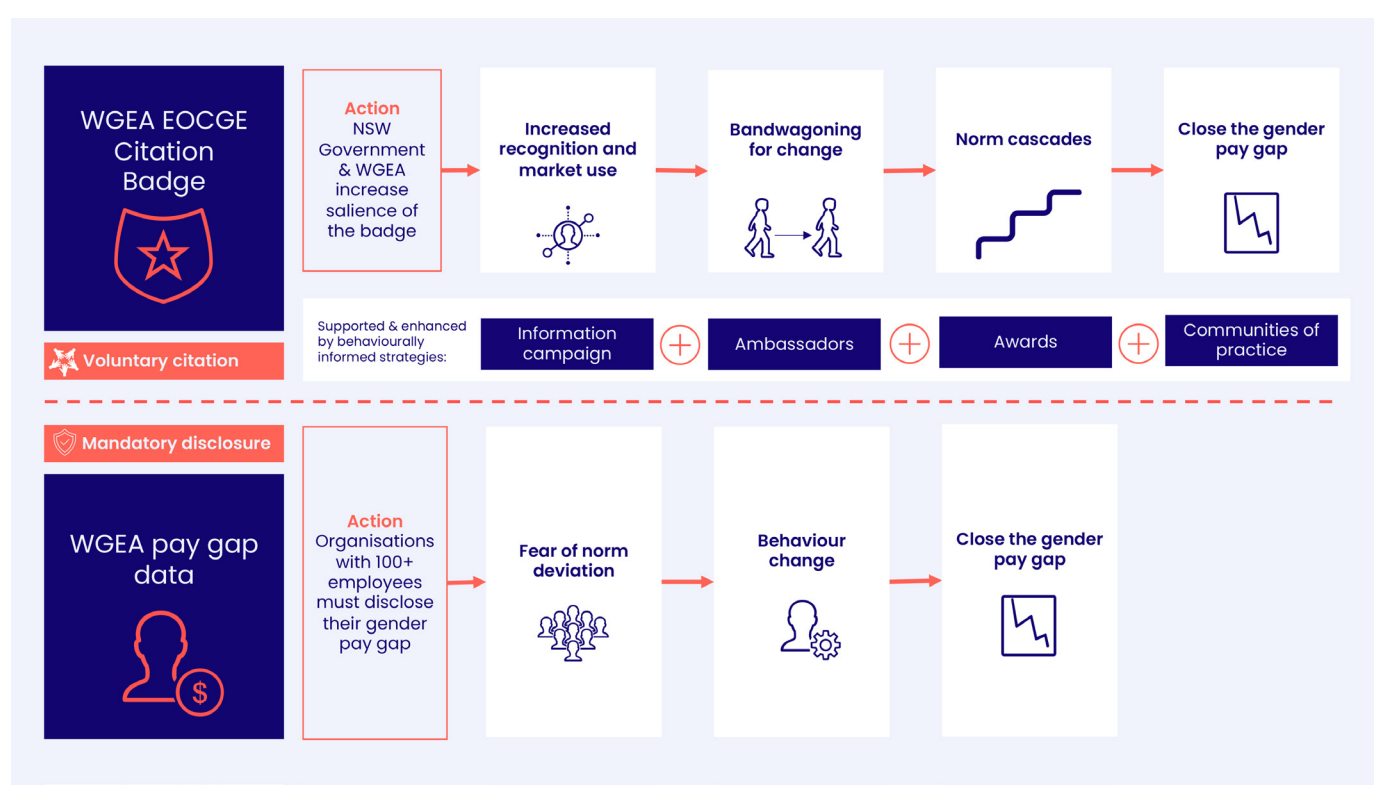 WGEA EOCGE
Citation
Badge
Voluntary citation
Action
NSW
Government
& WGEA
increase
salience of
the badge
Increased
recognition and
market use
Bandwagoning
for change
Norm cascades
Close the gender
pay gap
Supported & enhanced
by behaviourally
informed strategies:
Information
campaign
Ambassadors
Awards
Communities of
practice
Mandatory disclosure
WGEA pay gap
data
$
Action
Organisations
with 100+
employees
must disclose
their gender
pay gap
Fear of norm
deviation
Behaviour
change
Close the gender
pay gap